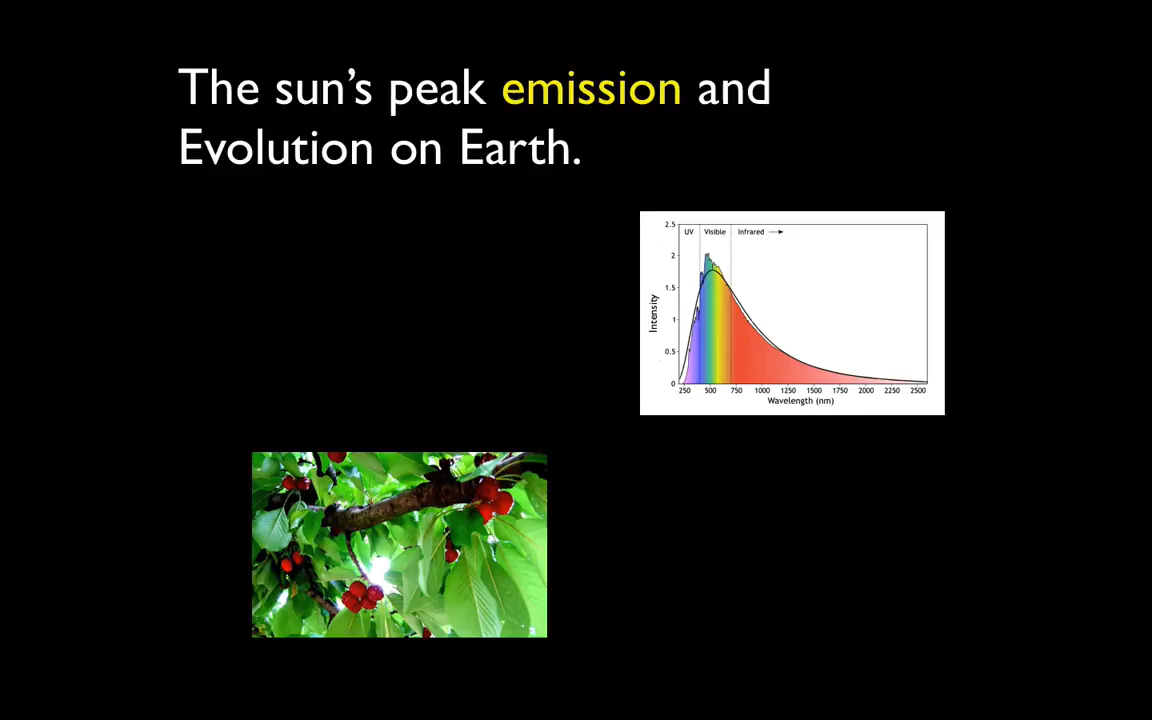 The sun’s peak emission and
Evolution on Earth.
2.5
UV Visible Infrared
2
1.5
1
0.5
0
Intensity
250 500 750 1000 1250 1500 1750 2000 2250 2500
Wavelength (nm)